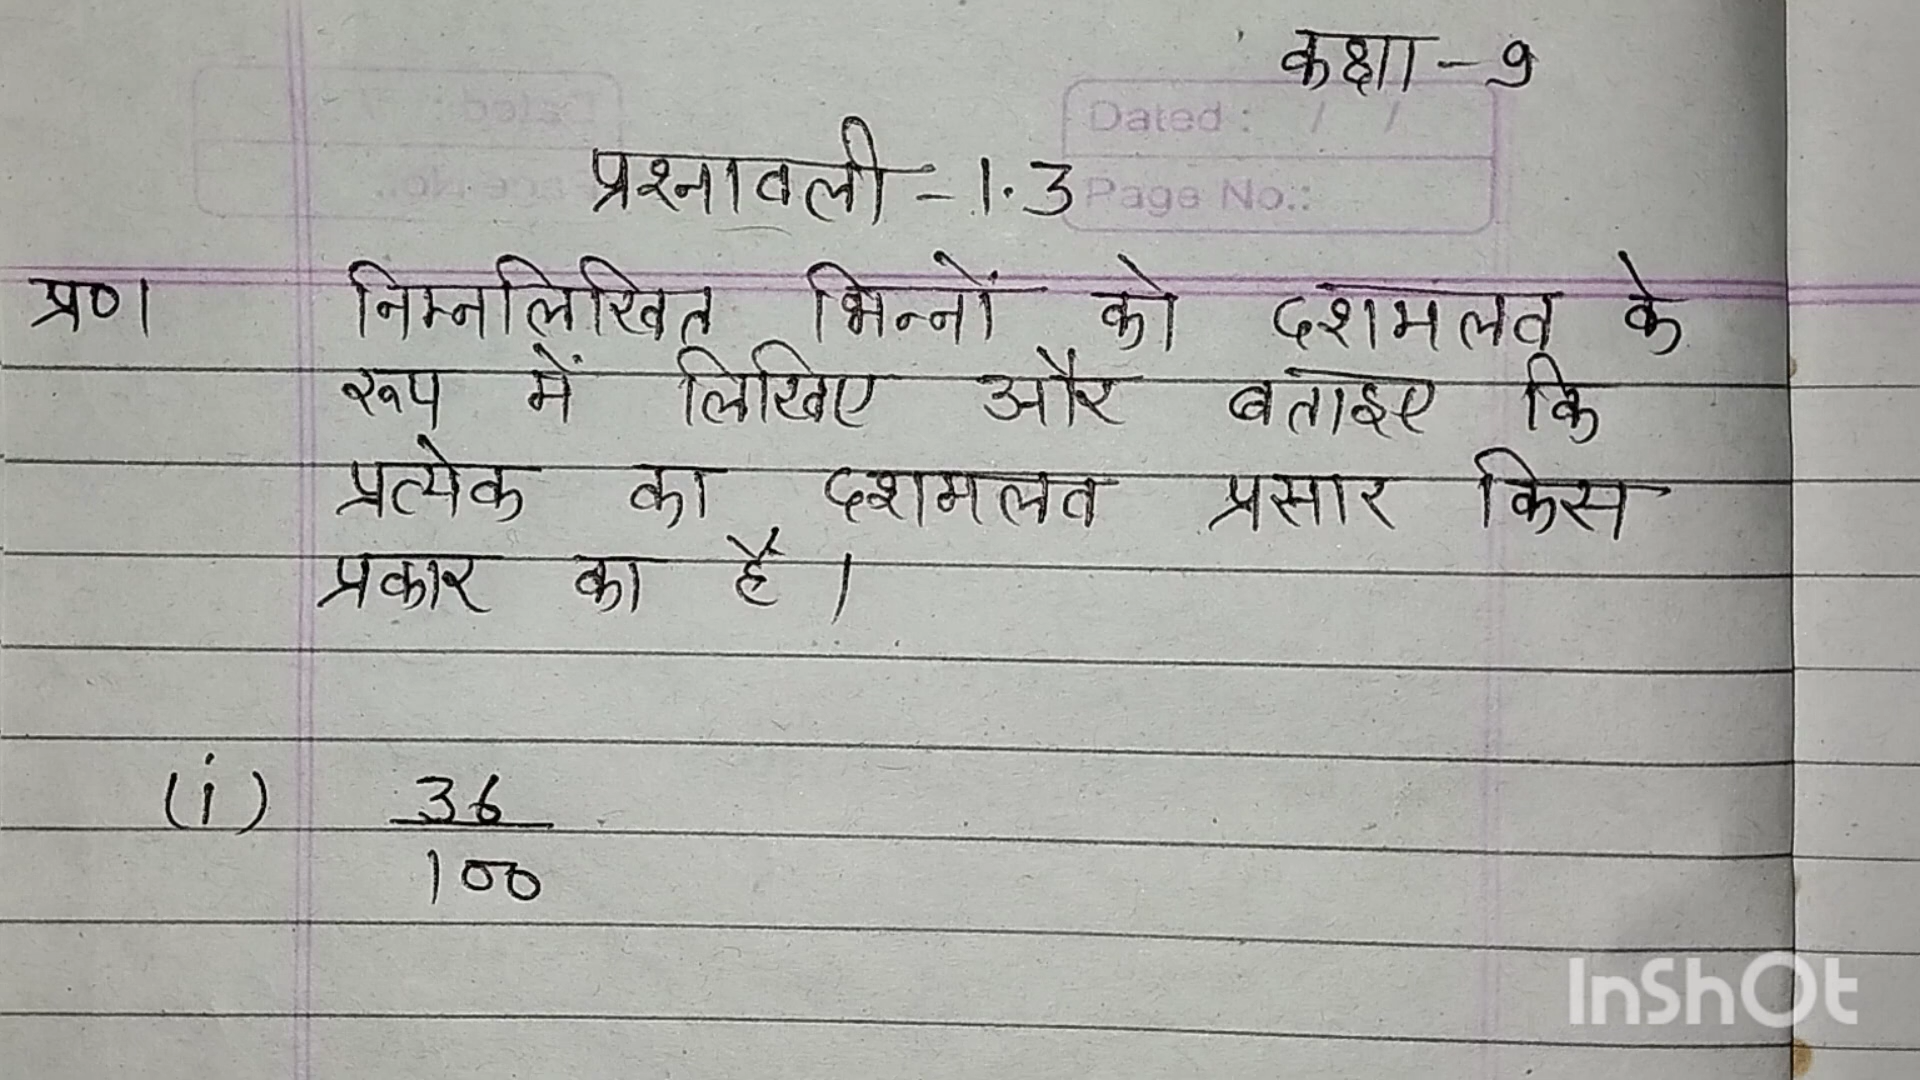 कक्षा - 9
Dated : / /
प्रश्नावली - 1.3
Page No.:
प्र०1 निम्नलिखित भिन्नों को दशमलव के
रूप में लिखिए और बताइए कि
प्रत्येक का दशमलव प्रसार किस
प्रकार का है ।
(i) 36
100
InShOt